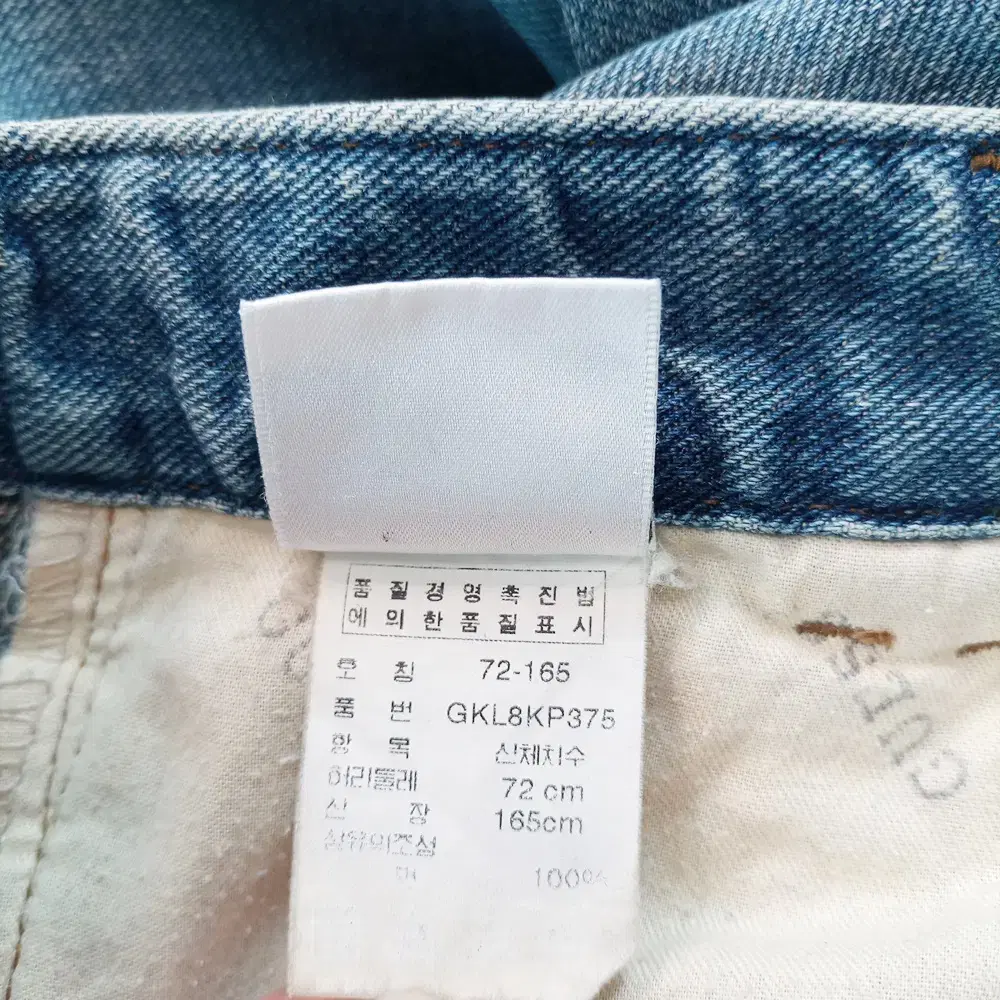 품질경영촉진법
에의한품질표시
호 칭 72-165
품 번 GKL8KP375
항 목 신체치수
허리둘레 72 cm
신 장 165cm
섬유의조성
면 100%